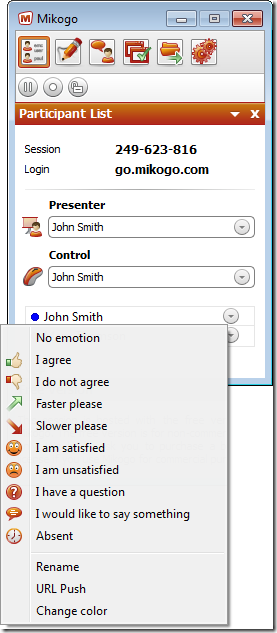 Mikogo
Participant List
Session 249-623-816
Login go.mikogo.com
Presenter
John Smith
Control
John Smith
John Smith
No emotion
I agree
I do not agree
Faster please
Slower please
I am satisfied
I am unsatisfied
I have a question
I would like to say something
Absent
Rename
URL Push
Change color